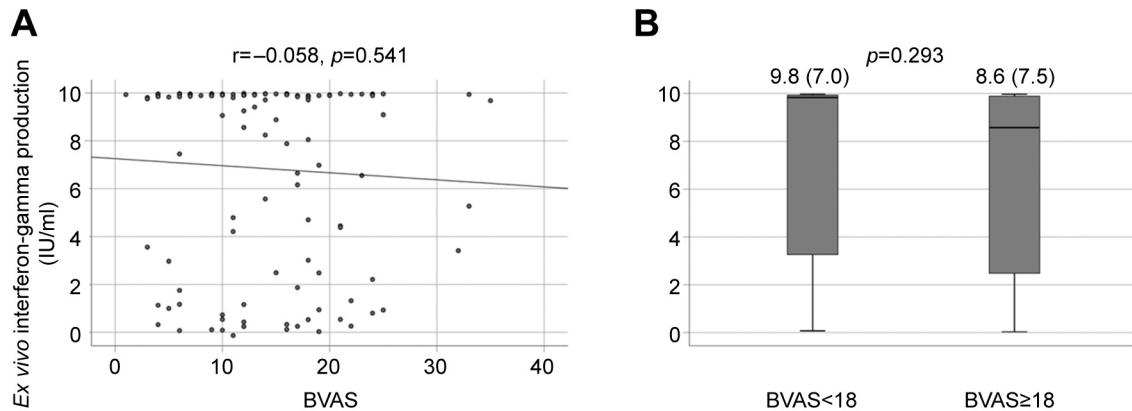 A
r=–0.058, p=0.541
Ex vivo interferon-gamma production
(IU/ml)
10
8
6
4
2
0
0 10 20 30 40
BVAS
B
p=0.293
9.8 (7.0) 8.6 (7.5)
10
8
6
4
2
0
BVAS<18 BVAS≥18